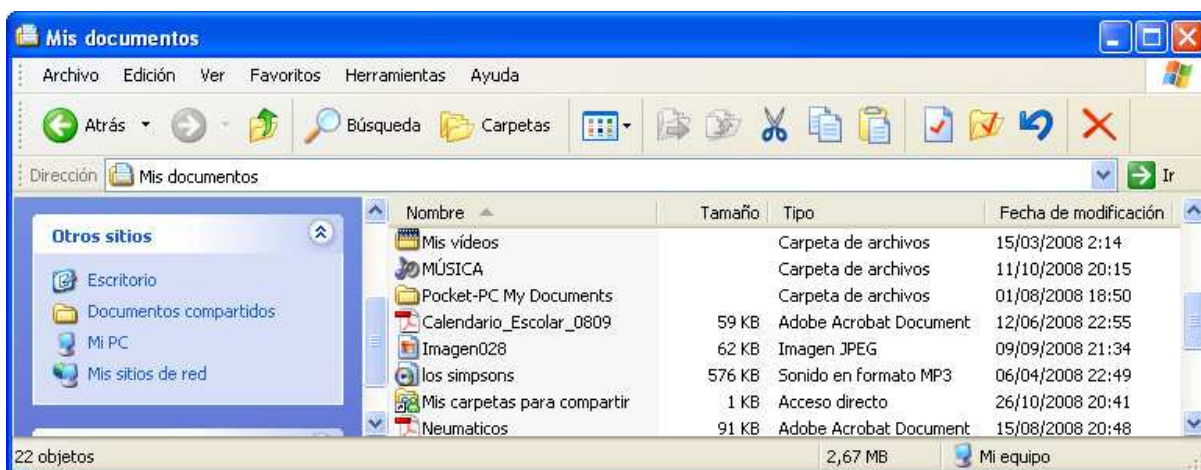 Mis documentos
Archivo Edición Ver Favoritos Herramientas Ayuda
Atrás Búsqueda Carpetas
Dirección Mis documentos Ir
Otros sitios
Escritorio
Documentos compartidos
Mi PC
Mis sitios de red
Nombre Tamaño Tipo Fecha de modificación
Mis vídeos Carpeta de archivos 15/03/2008 2:14
MÚSICA Carpeta de archivos 11/10/2008 20:15
Pocket-PC My Documents Carpeta de archivos 01/08/2008 18:50
Calendario_Escolar_0809 59 KB Adobe Acrobat Document 12/06/2008 22:55
Imagen028 62 KB Imagen JPEG 09/09/2008 21:34
los simpsons 576 KB Sonido en formato MP3 06/04/2008 22:49
Mis carpetas para compartir 1 KB Acceso directo 26/10/2008 20:41
Neumaticos 91 KB Adobe Acrobat Document 15/08/2008 20:48
22 objetos 2,67 MB Mi equipo